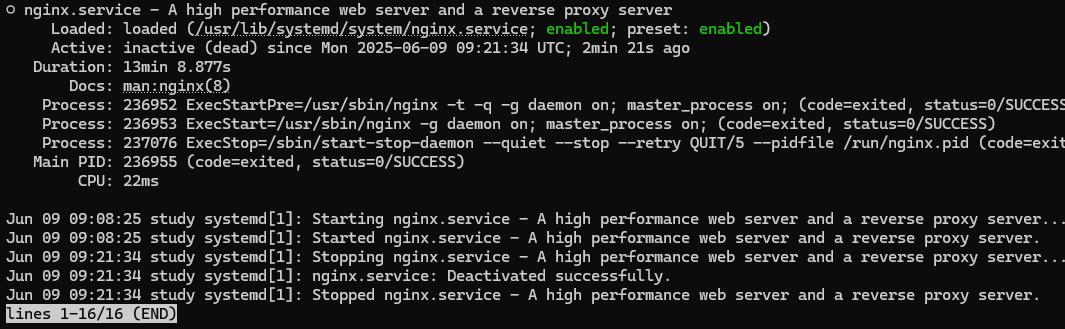 ○ nginx.service - A high performance web server and a reverse proxy server
Loaded: loaded (/usr/lib/systemd/system/nginx.service; enabled; preset: enabled)
Active: inactive (dead) since Mon 2025-06-09 09:21:34 UTC; 2min 21s ago
Duration: 13min 8.877s
Docs: man:nginx(8)
Process: 236952 ExecStartPre=/usr/sbin/nginx -t -q -g daemon on; master_process on; (code=exited, status=0/SUCCESS
Process: 236953 ExecStart=/usr/sbin/nginx -g daemon on; master_process on; (code=exited, status=0/SUCCESS)
Process: 237076 ExecStop=/sbin/start-stop-daemon --quiet --stop --retry QUIT/5 --pidfile /run/nginx.pid (code=exit
Main PID: 236955 (code=exited, status=0/SUCCESS)
CPU: 22ms
Jun 09 09:08:25 study systemd[1]: Starting nginx.service - A high performance web server and a reverse proxy server...
Jun 09 09:08:25 study systemd[1]: Started nginx.service - A high performance web server and a reverse proxy server.
Jun 09 09:21:34 study systemd[1]: Stopping nginx.service - A high performance web server and a reverse proxy server...
Jun 09 09:21:34 study systemd[1]: nginx.service: Deactivated successfully.
Jun 09 09:21:34 study systemd[1]: Stopped nginx.service - A high performance web server and a reverse proxy server.
lines 1-16/16 (END)